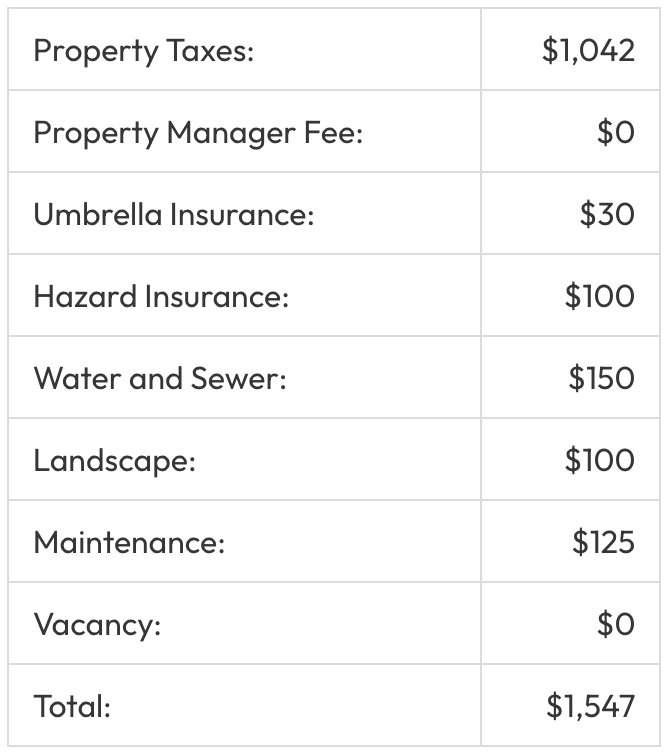 Property Taxes: $1,042
Property Manager Fee: $0
Umbrella Insurance: $30
Hazard Insurance: $100
Water and Sewer: $150
Landscape: $100
Maintenance: $125
Vacancy: $0
Total: $1,547